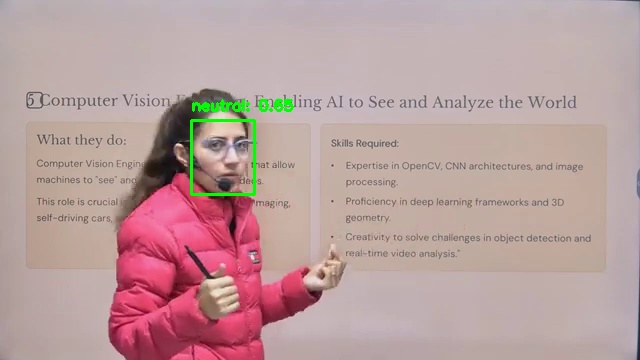 5 Computer Vision E Enabling AI to See and Analyze the World
neutral: 0.65
What they do:
Computer Vision Engine that allow
machines to "see" and
This role is crucial maging,
self-driving cars,
Skills Required:
• Expertise in OpenCV, CNN architectures, and image
processing.
• Proficiency in deep learning frameworks and 3D
geometry.
• Creativity to solve challenges in object detection and
real-time video analysis."